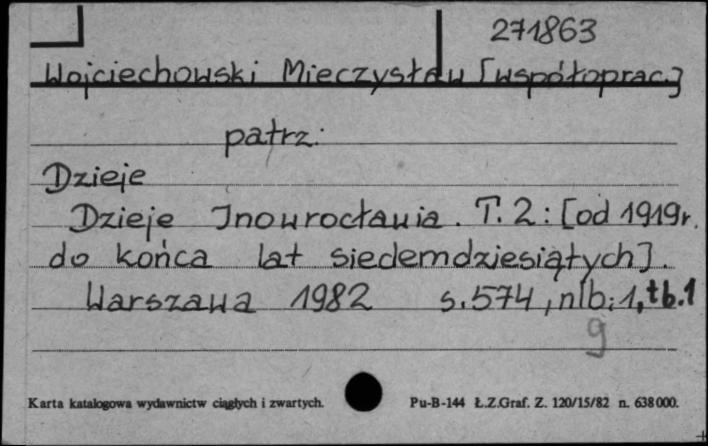 271863
Wojciechowski Mieczysław [współoprac.]
patrz:
Dzieje
Dzieje Inowrocławia. T. 2 : [od 1919 r.
do końca lat siedemdziesiątych].
Warszawa 1982 s. 574, nlb. 1, tb. 1
g
Karta katalogowa wydawnictw ciągłych i zwartych. Pu-B-144 Ł.Z.Graf. Z. 120/15/82 n. 638000.